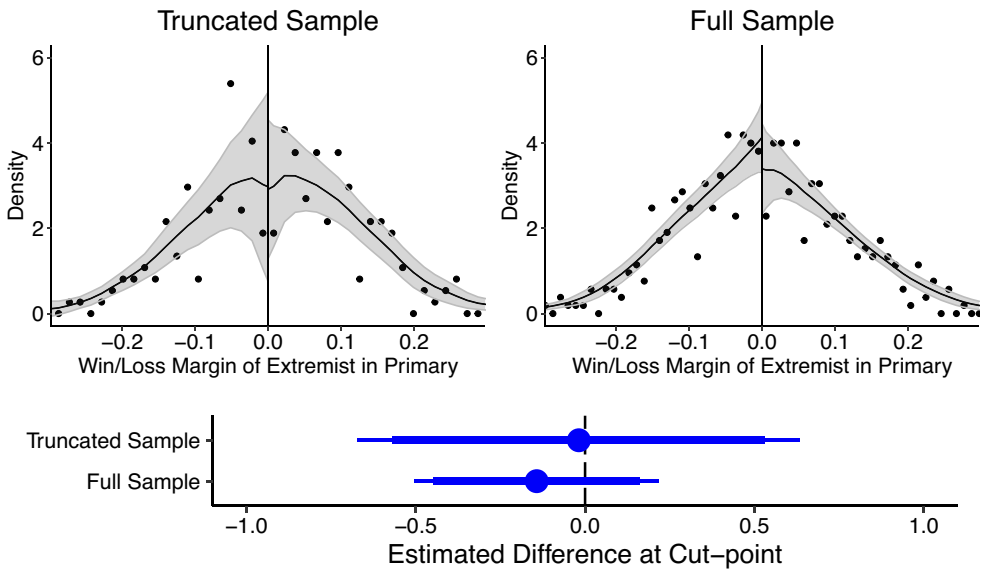 Truncated Sample
Full Sample
Density
6
4
2
0
−0.2
−0.1
0.0
0.1
0.2
Win/Loss Margin of Extremist in Primary
Density
6
4
2
0
−0.2
−0.1
0.0
0.1
0.2
Win/Loss Margin of Extremist in Primary
Truncated Sample
Full Sample
−1.0
−0.5
0.0
0.5
1.0
Estimated Difference at Cut−point